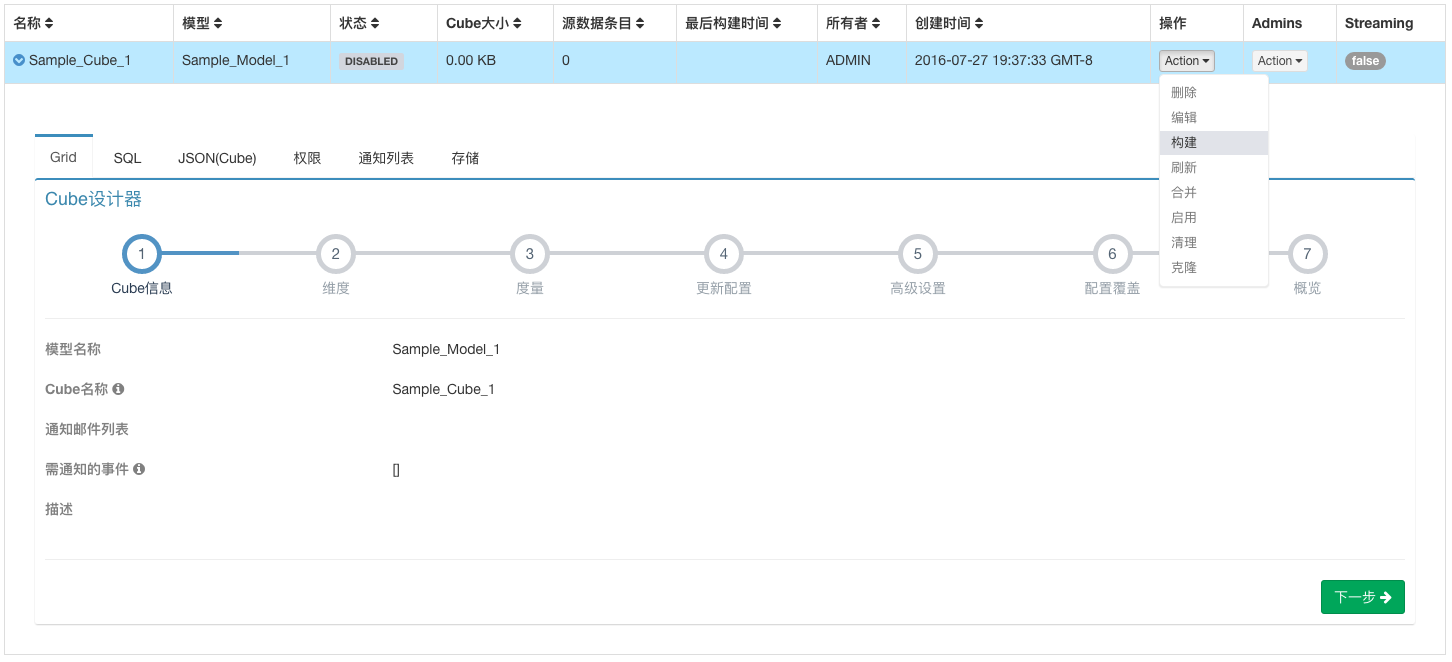 名称 模型 状态 Cube大小 源数据条目 最后构建时间 所有者 创建时间 操作 Admins Streaming
Sample_Cube_1 Sample_Model_1 DISABLED 0.00 KB 0 ADMIN 2016-07-27 19:37:33 GMT-8 Action Action false
删除
编辑
构建
刷新
合并
启用
清理
克隆
Grid SQL JSON(Cube) 权限 通知列表 存储
Cube设计器
1 2 3 4 5 6 7
Cube信息 维度 度量 更新配置 高级设置 配置覆盖 概览
模型名称 Sample_Model_1
Cube名称 Sample_Cube_1
通知邮件列表
需通知的事件 []
描述
下一步